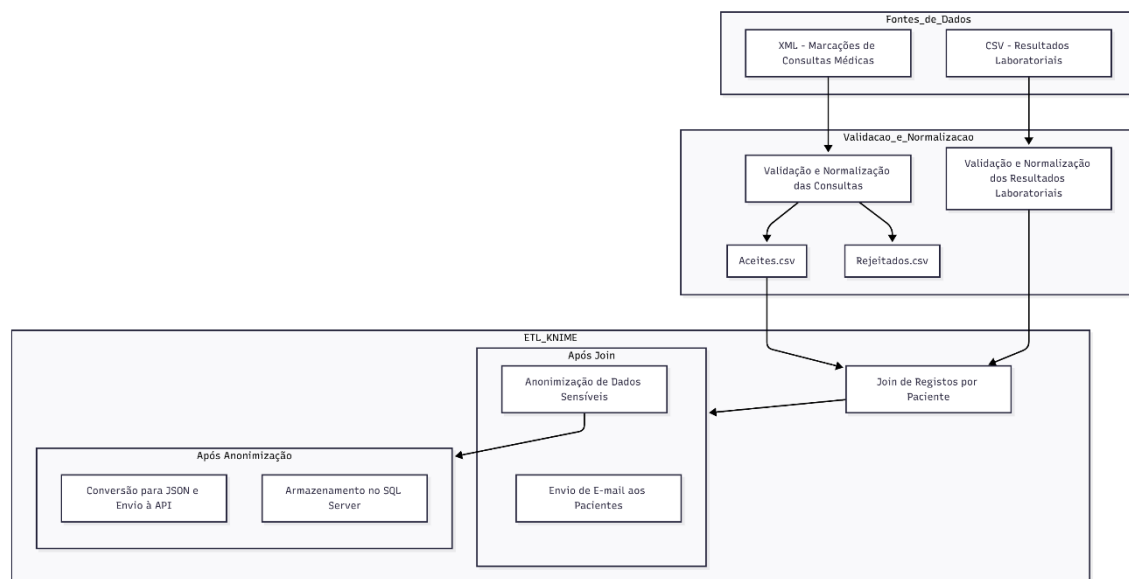 Fontes_de_Dados
XML - Marcações de
Consultas Médicas
CSV - Resultados
Laboratoriais
Validacao_e_Normalizacao
Validação e Normalização
das Consultas
Validação e Normalização
dos Resultados
Laboratoriais
Aceites.csv
Rejeitados.csv
ETL_KNIME
Após Join
Anonimização de Dados
Sensíveis
Join de Registos por
Paciente
Após Anonimização
Conversão para JSON e
Envio à API
Armazenamento no SQL
Server
Envio de E-mail aos
Pacientes